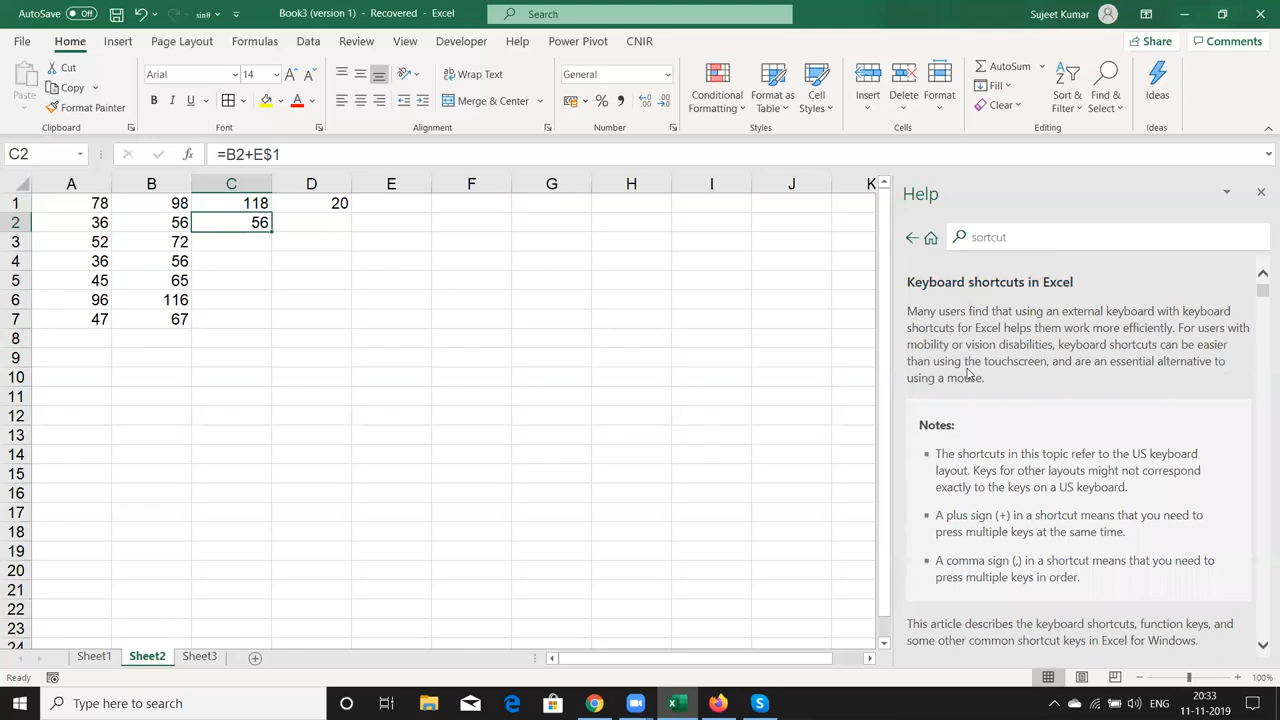 AutoSave Off
Book3 (version 1) - Recovered - Excel
Search
Sujeet Kumar
File Home Insert Page Layout Formulas Data Review View Developer Help Power Pivot CNIR
Share Comments
Paste
Cut
Copy
Format Painter
Clipboard
Arial 14
B I U
Font
Wrap Text
Merge & Center
Alignment
General
Number
Conditional Formatting
Format as Table
Cell Styles
Styles
Insert Delete Format
Cells
AutoSum
Fill
Clear
Sort & Filter
Find & Select
Editing
Ideas
Ideas
C2 fx =B2+E$1
A B C D E F G H I J K
1 78 98 118 20
2 36 56 56
3 52 72
4 36 56
5 45 65
6 96 116
7 47 67
8
9
10
11
12
13
14
15
16
17
18
19
20
21
22
23
24
Help
sortcut
Keyboard shortcuts in Excel
Many users find that using an external keyboard with keyboard
shortcuts for Excel helps them work more efficiently. For users with
mobility or vision disabilities, keyboard shortcuts can be easier
than using the touchscreen, and are an essential alternative to
using a mouse.
Notes:
The shortcuts in this topic refer to the US keyboard
layout. Keys for other layouts might not correspond
exactly to the keys on a US keyboard.
A plus sign (+) in a shortcut means that you need to
press multiple keys at the same time.
A comma sign (,) in a shortcut means that you need to
press multiple keys in order.
This article describes the keyboard shortcuts, function keys, and
some other common shortcut keys in Excel for Windows.
Sheet1 Sheet2 Sheet3
Ready
100%
Type here to search
ENG
20:33
11-11-2019